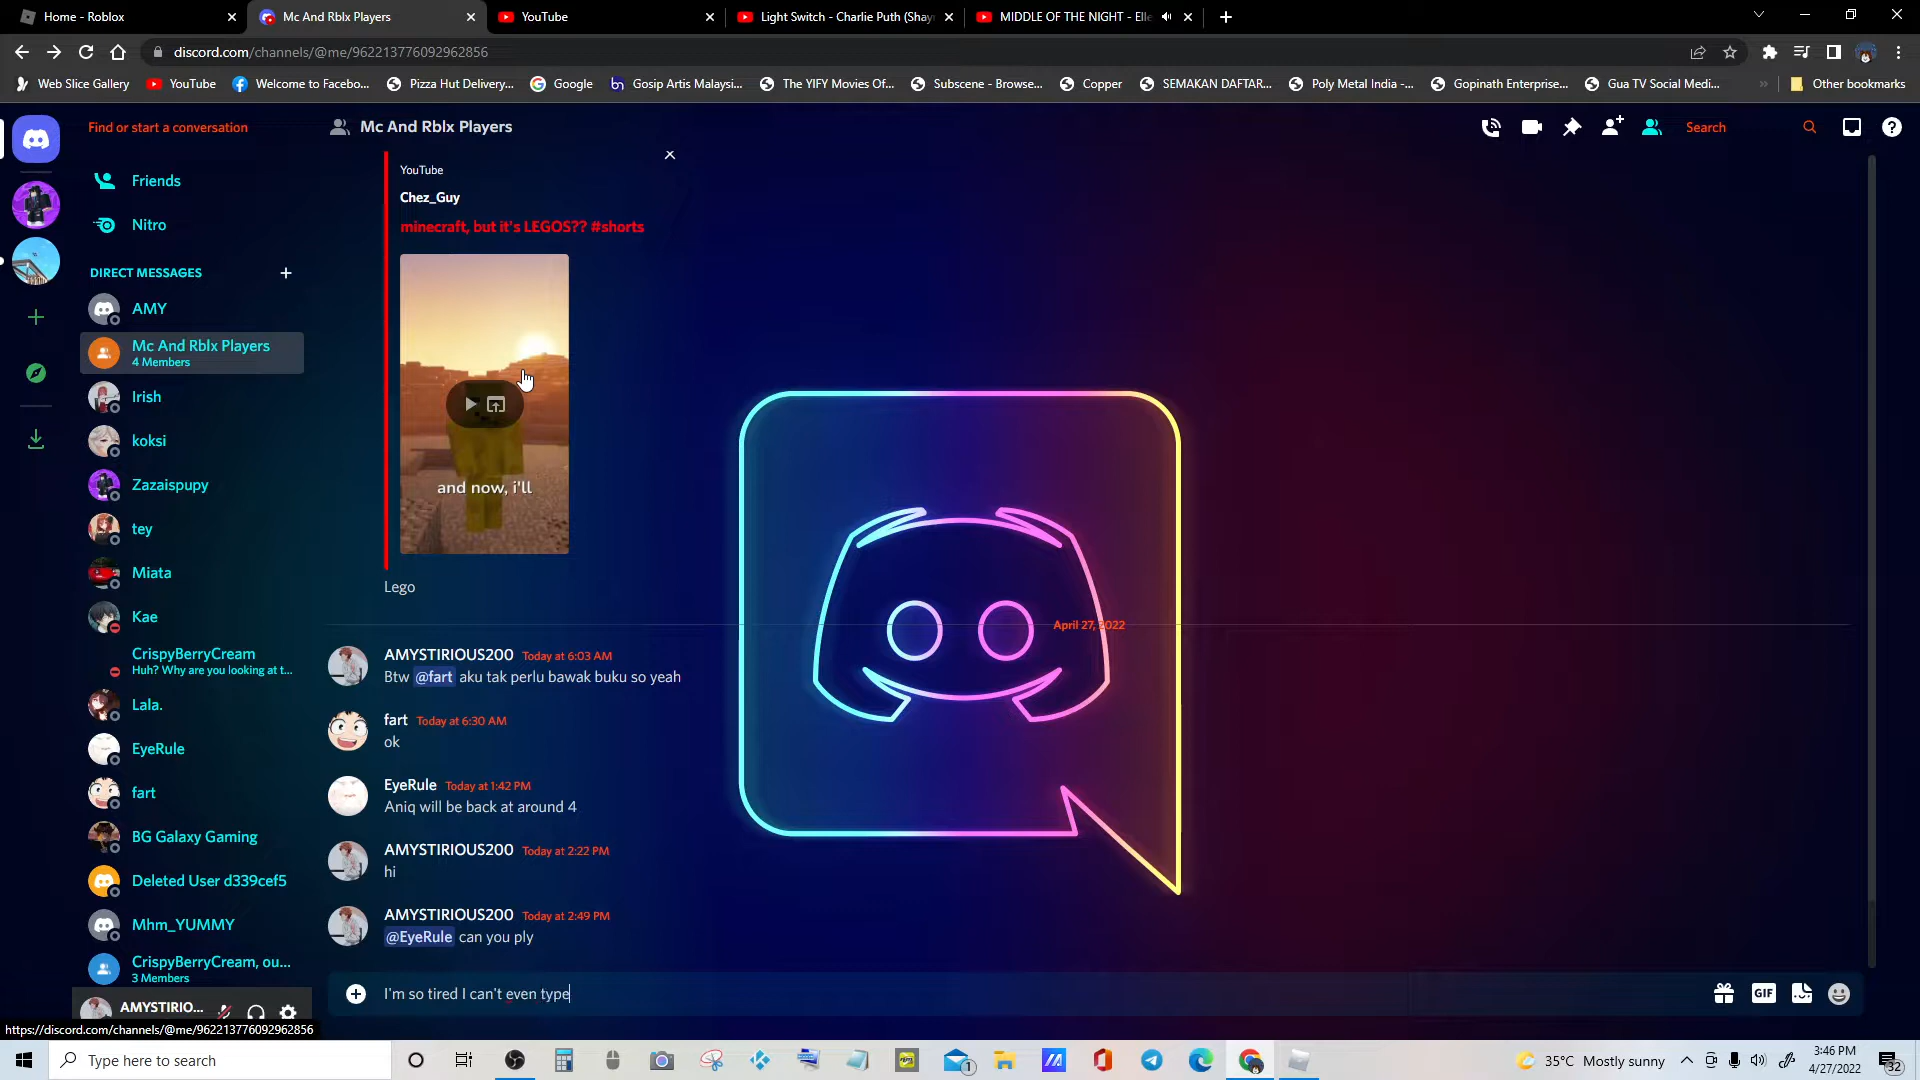 Home - Roblox
Mc And Rblx Players
YouTube
Light Switch - Charlie Puth (Shayn
MIDDLE OF THE NIGHT - Elle
discord.com/channels/@me/962213776092962856
Web Slice Gallery
YouTube
Welcome to Facebo...
Pizza Hut Delivery,...
Google
Gosip Artis Malaysi...
The YIFY Movies Of...
Subscene - Browse...
Copper
SEMAKAN DAFTAR...
Poly Metal India -...
Gopinath Enterprise...
Gua TV Social Medi...
Other bookmarks
Find or start a conversation
Mc And Rblx Players
Search
Friends
Nitro
DIRECT MESSAGES
AMY
Mc And Rblx Players
4 Members
Irish
koksi
Zazaispupy
tey
Miata
Kae
CrispyBerryCream
Huh? Why are you looking at t...
Lala.
EyeRule
fart
BG Galaxy Gaming
Deleted User d339cef5
Mhm_YUMMY
CrispyBerryCream, ou...
3 Members
AMYSTIRIO...
YouTube
Chez_Guy
minecraft, but it's LEGOS?? #shorts
and now, i'll
Lego
April 27, 2022
AMYSTIRIOUS200 Today at 6:03 AM
Btw @fart aku tak perlu bawak buku so yeah
fart Today at 6:30 AM
ok
EyeRule Today at 1:42 PM
Aniq will be back at around 4
AMYSTIRIOUS200 Today at 2:22 PM
hi
AMYSTIRIOUS200 Today at 2:49 PM
@EyeRule can you ply
I'm so tired I can't even type
GIF
https://discord.com/channels/@me/962213776092962856
Type here to search
1
35°C Mostly sunny
3:46 PM
4/27/2022
32